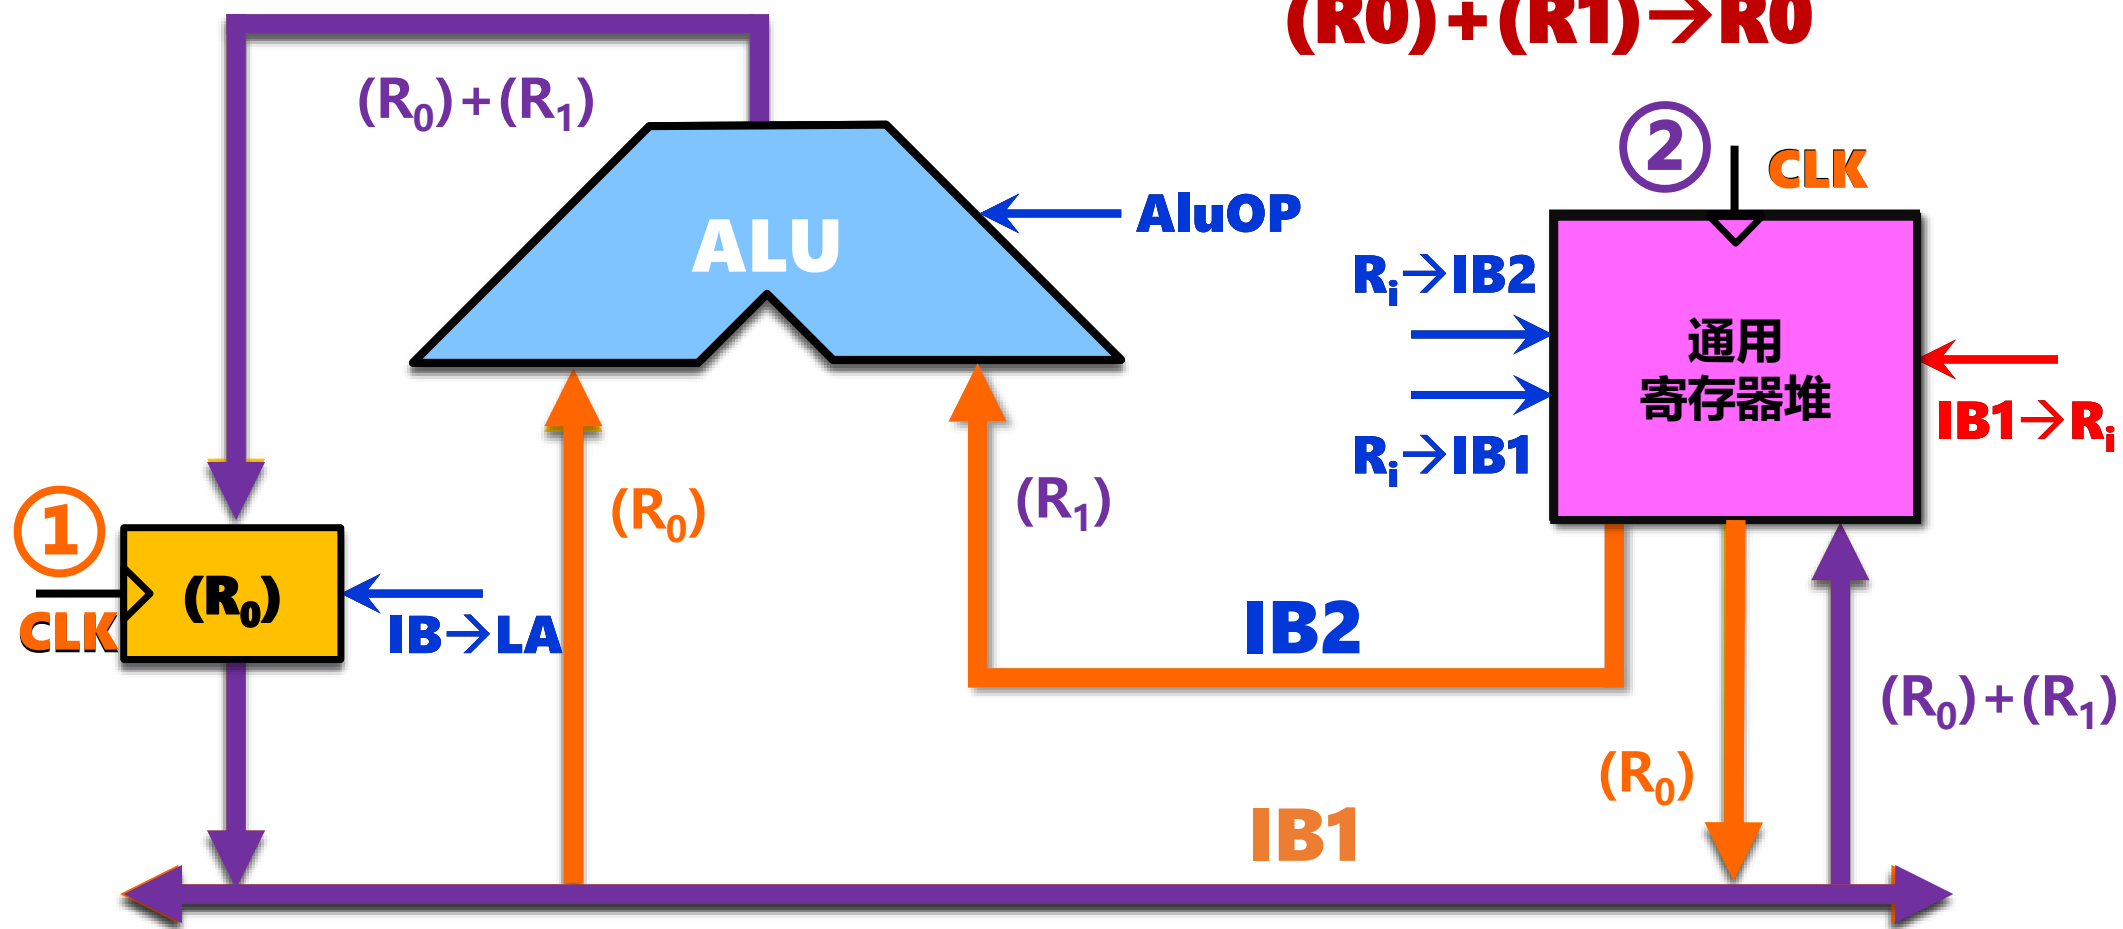 (R0)+(R1)→R0
(R₀)+(R₁)
②
CLK
ALU
AluOP
Rᵢ→IB2
通用
寄存器堆
Rᵢ→IB1
IB1→Rᵢ
①
(R₀)
(R₁)
CLK
(R₀)
IB→LA
IB2
(R₀)+(R₁)
(R₀)
IB1